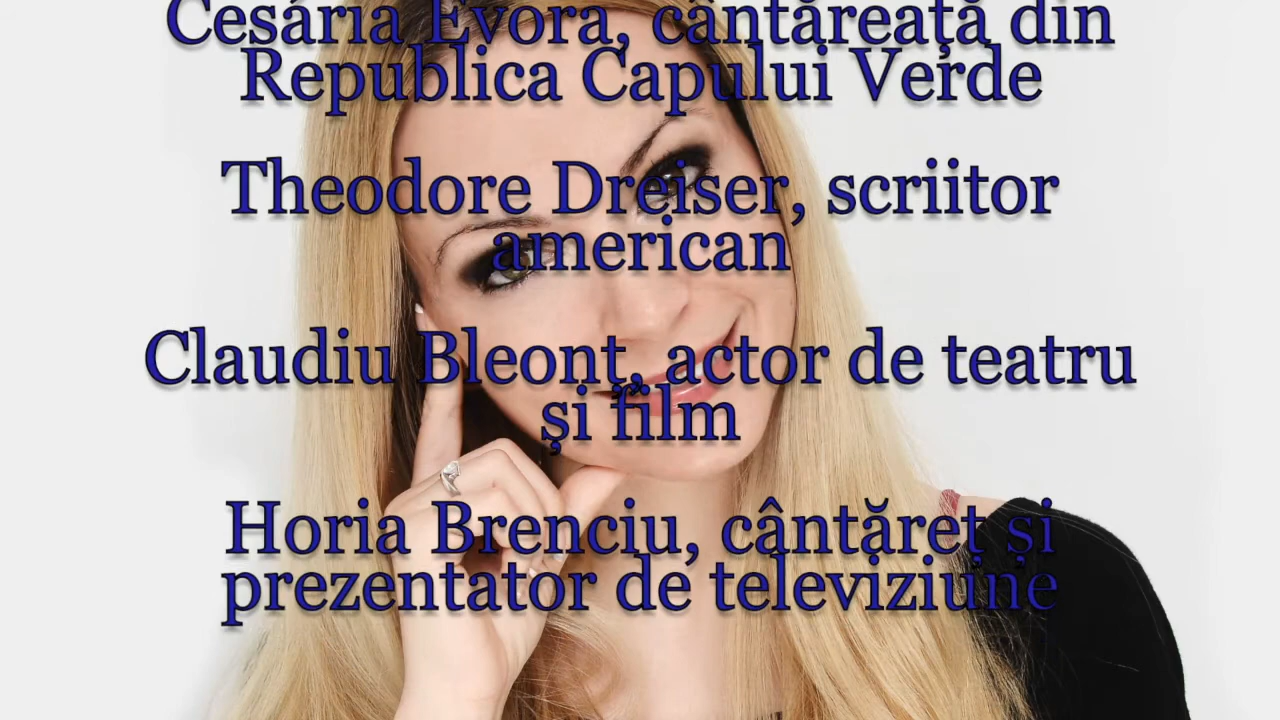 Cesária Évora, cântăreață din
Republica Capului Verde
Theodore Dreiser, scriitor
american
Claudiu Bleonț, actor de teatru
și film
Horia Brenciu, cântăreț și
prezentator de televiziune